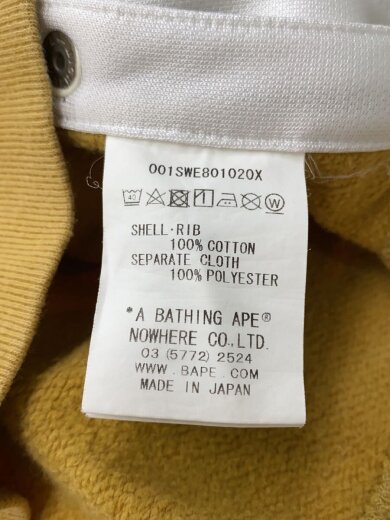 001SWE801020X
40
W
SHELL·RIB
100% COTTON
SEPARATE CLOTH
100% POLYESTER
*A BATHING APE®
NOWHERE CO., LTD.
03 (5772) 2524
WWW.BAPE.COM
MADE IN JAPAN